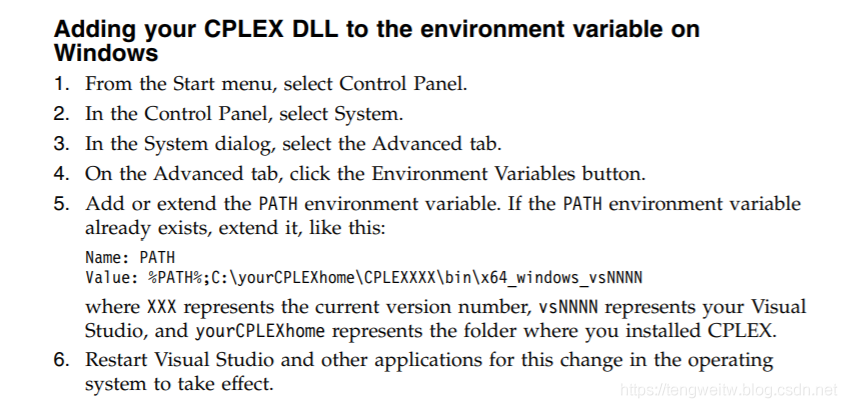 Adding your CPLEX DLL to the environment variable on
Windows
1. From the Start menu, select Control Panel.
2. In the Control Panel, select System.
3. In the System dialog, select the Advanced tab.
4. On the Advanced tab, click the Environment Variables button.
5. Add or extend the PATH environment variable. If the PATH environment variable
already exists, extend it, like this:
Name: PATH
Value: %PATH%;C:\yourCPLEXhome\CPLEXXXX\bin\x64_windows_vsNNNN
where XXX represents the current version number, vsNNNN represents your Visual
Studio, and yourCPLEXhome represents the folder where you installed CPLEX.
6. Restart Visual Studio and other applications for this change in the operating
system to take effect.
https://tengweitw.blog.csdn.net